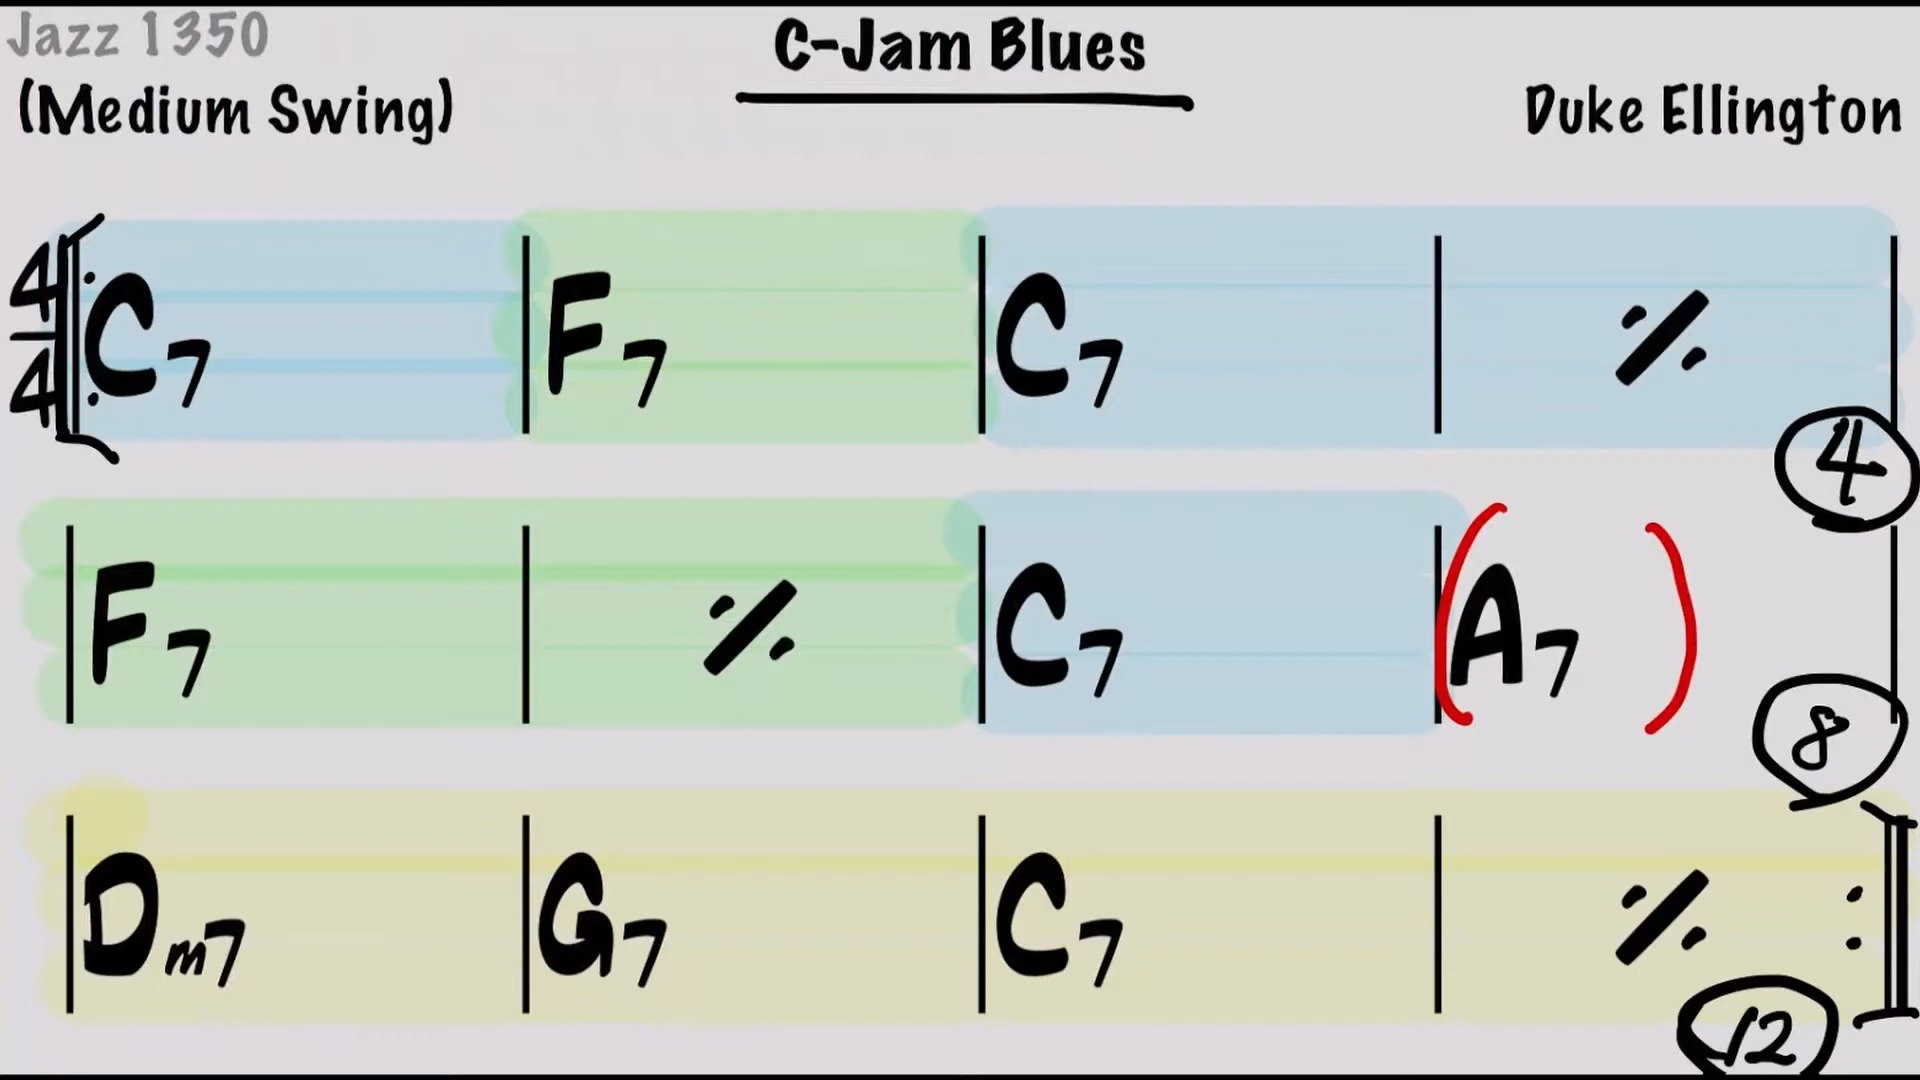 Jazz 1350
C-Jam Blues
(Medium Swing)
Duke Ellington
4/4 C7 | F7 | C7 | 𝄎
4
F7 | 𝄎 | C7 | (A7)
8
Dm7 | G7 | C7 | 𝄎
12